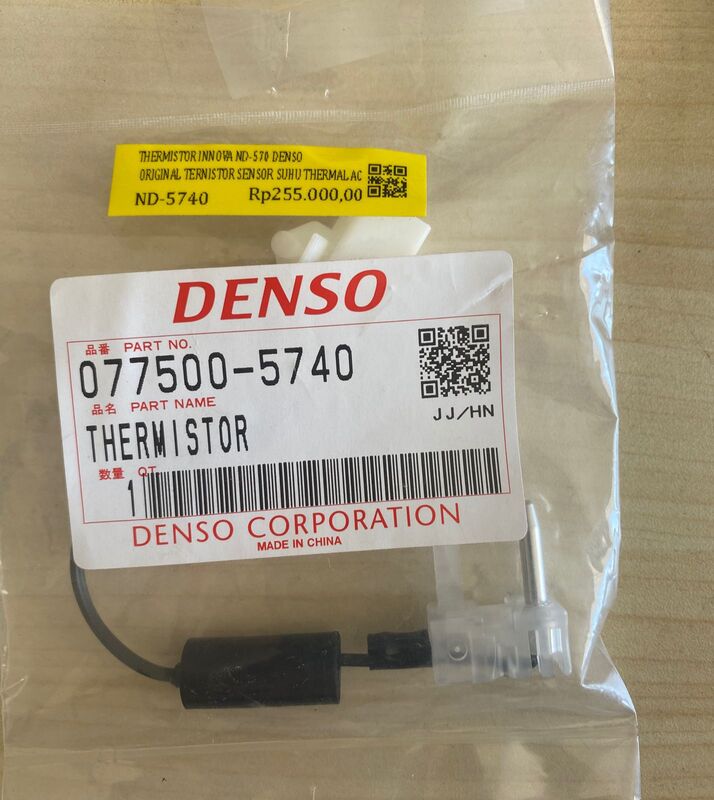 THERMISTOR INNOVA ND-570 DENSO
ORIGINAL TERNISTOR SENSOR SUHU THERMAL AC
ND-5740 Rp255.000,00
DENSO
品番 PART NO.
077500-5740
品名 PART NAME
JJ/HN
THERMISTOR
数量 QT
1
DENSO CORPORATION
MADE IN CHINA